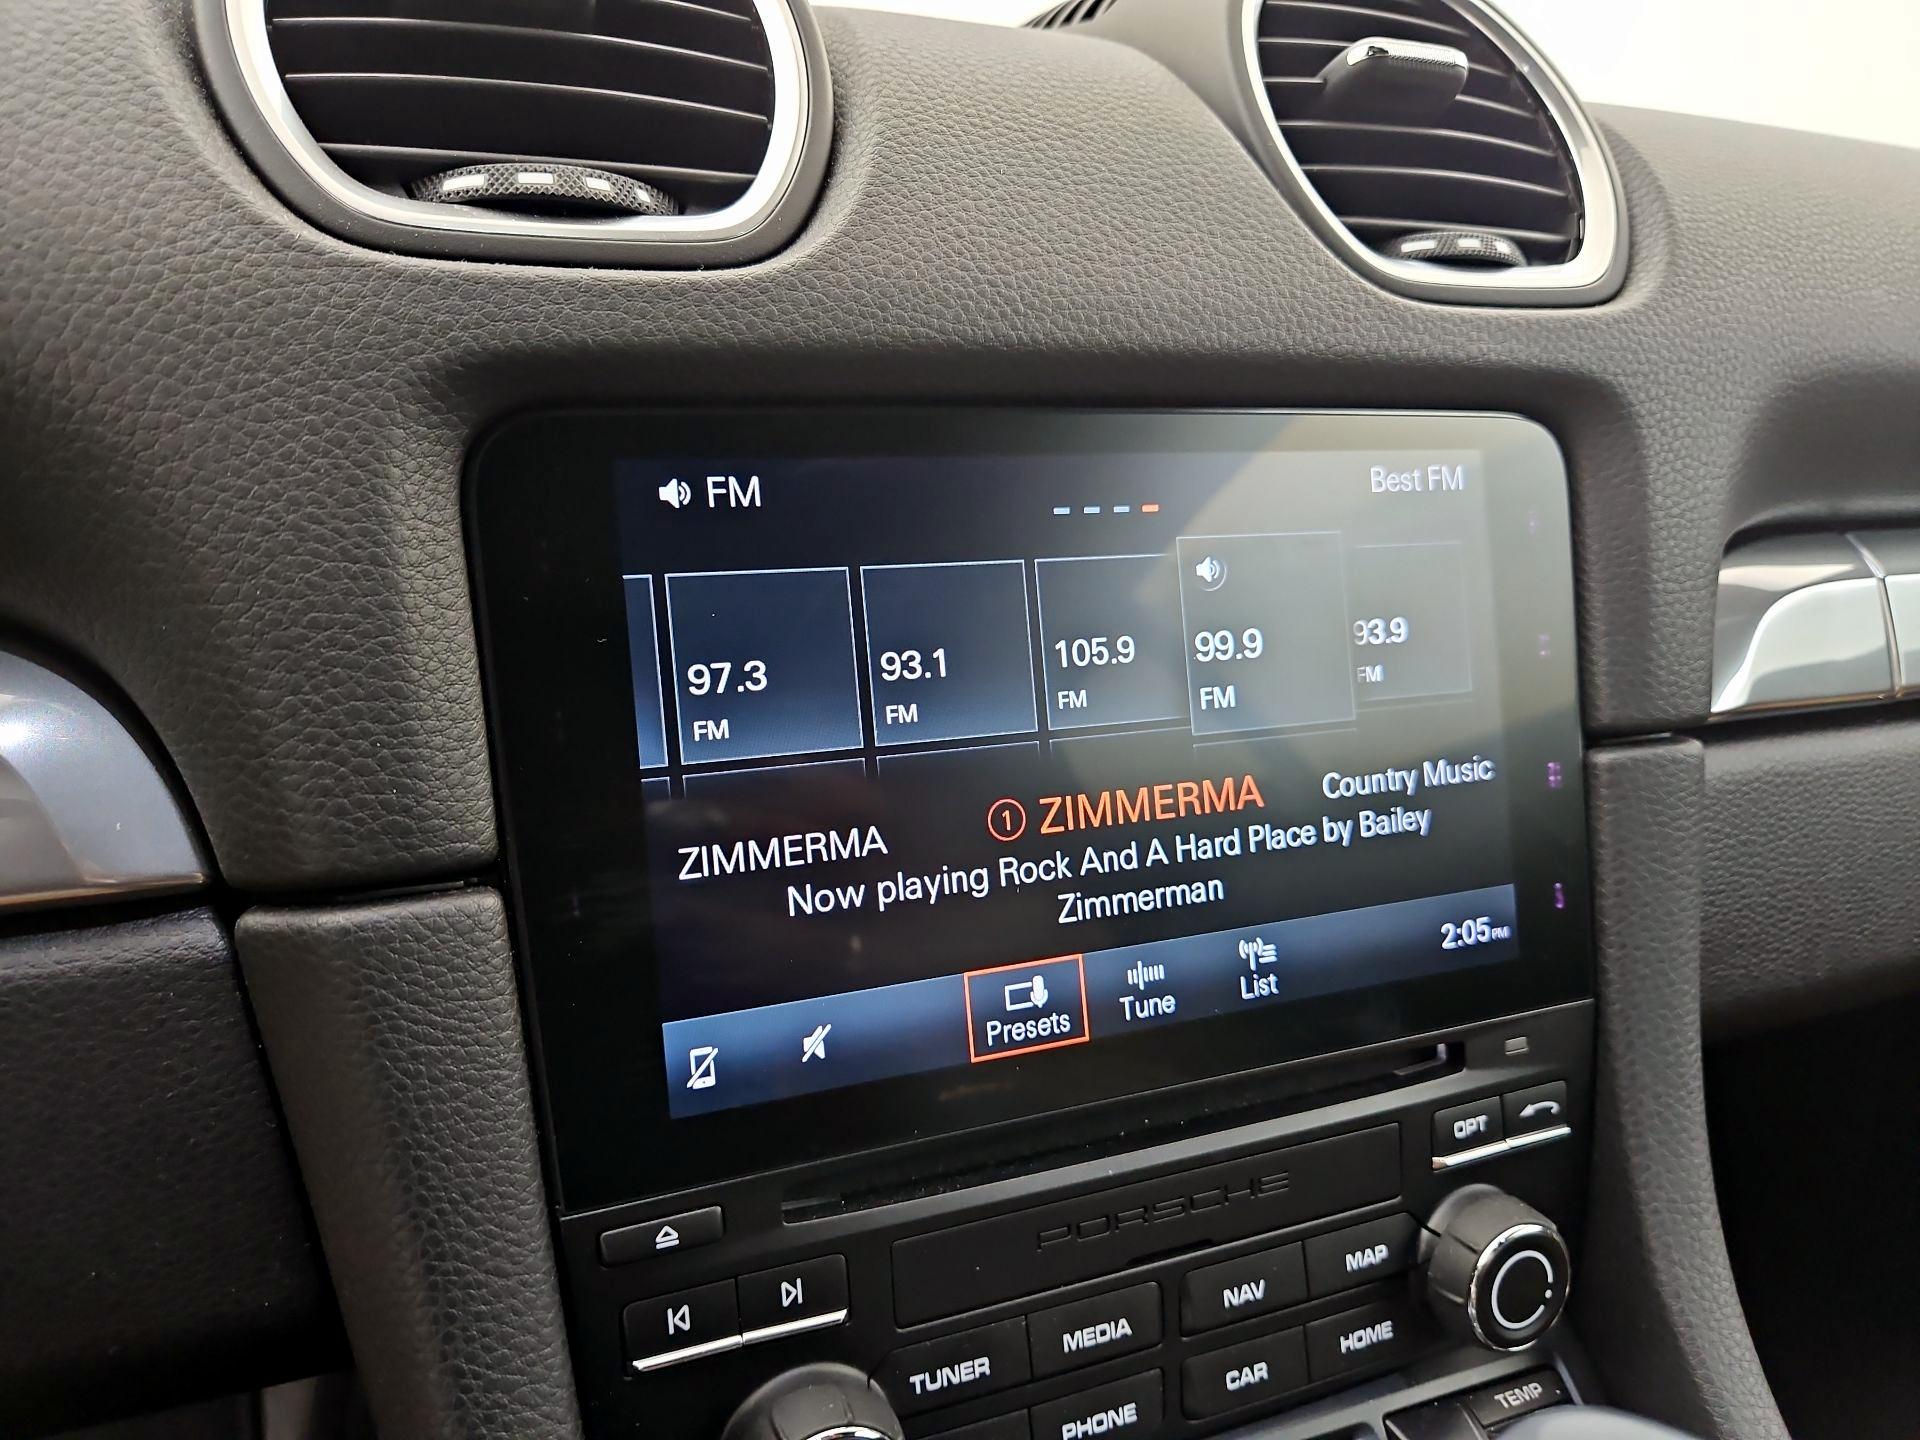 FM
Best FM
97.3
FM
93.1
FM
105.9
FM
99.9
FM
93.9
FM
ZIMMERMA
1 ZIMMERMA
Country Music
Now playing Rock And A Hard Place by Bailey
Zimmerman
Presets
Tune
List
2:05PM
OPT
PORSCHE
TUNER
MEDIA
NAV
MAP
PHONE
CAR
HOME
TEMP